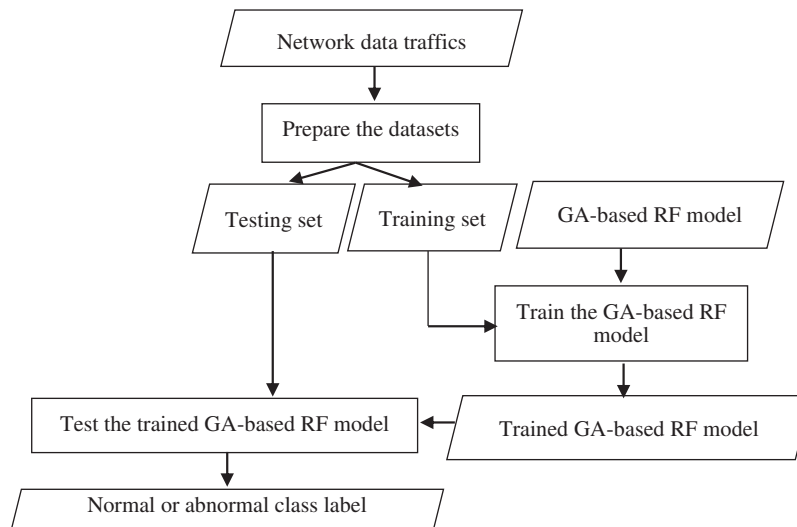 Network data traffics
Prepare the datasets
Testing set
Training set
GA-based RF model
Train the GA-based RF
model
Test the trained GA-based RF model
Trained GA-based RF model
Normal or abnormal class label